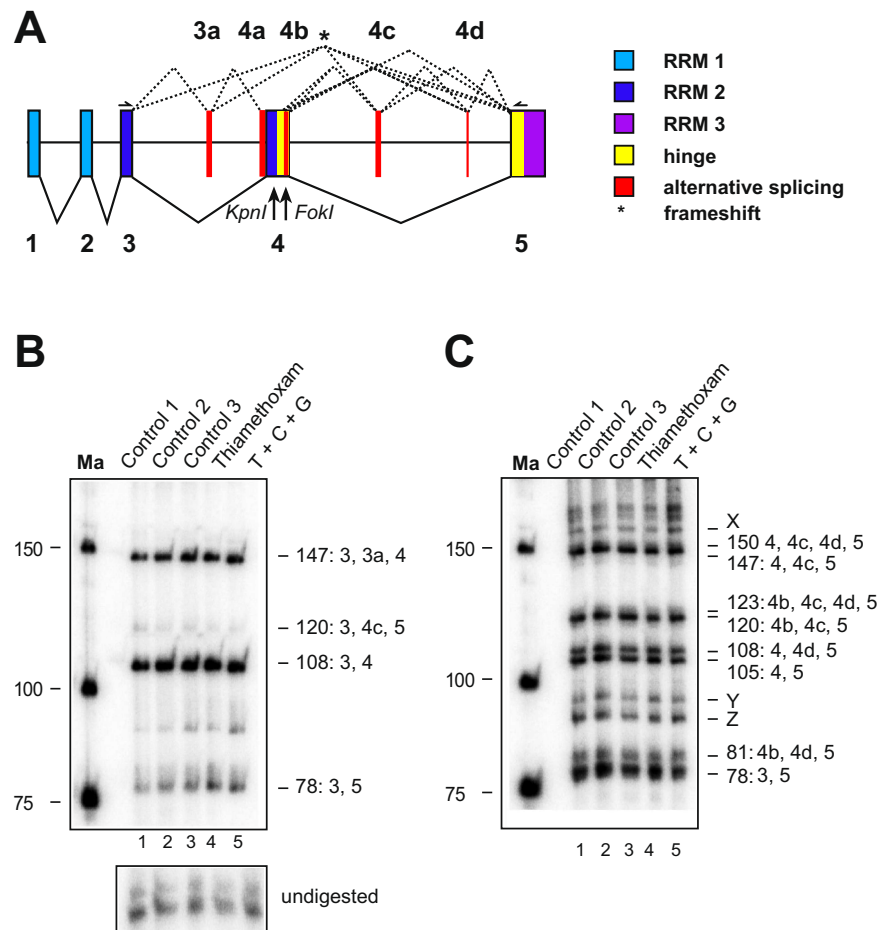 A
3a 4a 4b * 4c 4d
KpnI FokI
1 2 3 4 5
RRM 1
RRM 2
RRM 3
hinge
alternative splicing
* frameshift
B
Ma Control 1 Control 2 Control 3 Thiamethoxam T + C + G
150
100
75
147: 3, 3a, 4
120: 3, 4c, 5
108: 3, 4
78: 3, 5
1 2 3 4 5
undigested
C
Ma Control 1 Control 2 Control 3 Thiamethoxam T + C + G
150
100
75
X
150 4, 4c, 4d, 5
147: 4, 4c, 5
123: 4b, 4c, 4d, 5
120: 4b, 4c, 5
108: 4, 4d, 5
105: 4, 5
Y
Z
81: 4b, 4d, 5
78: 3, 5
1 2 3 4 5